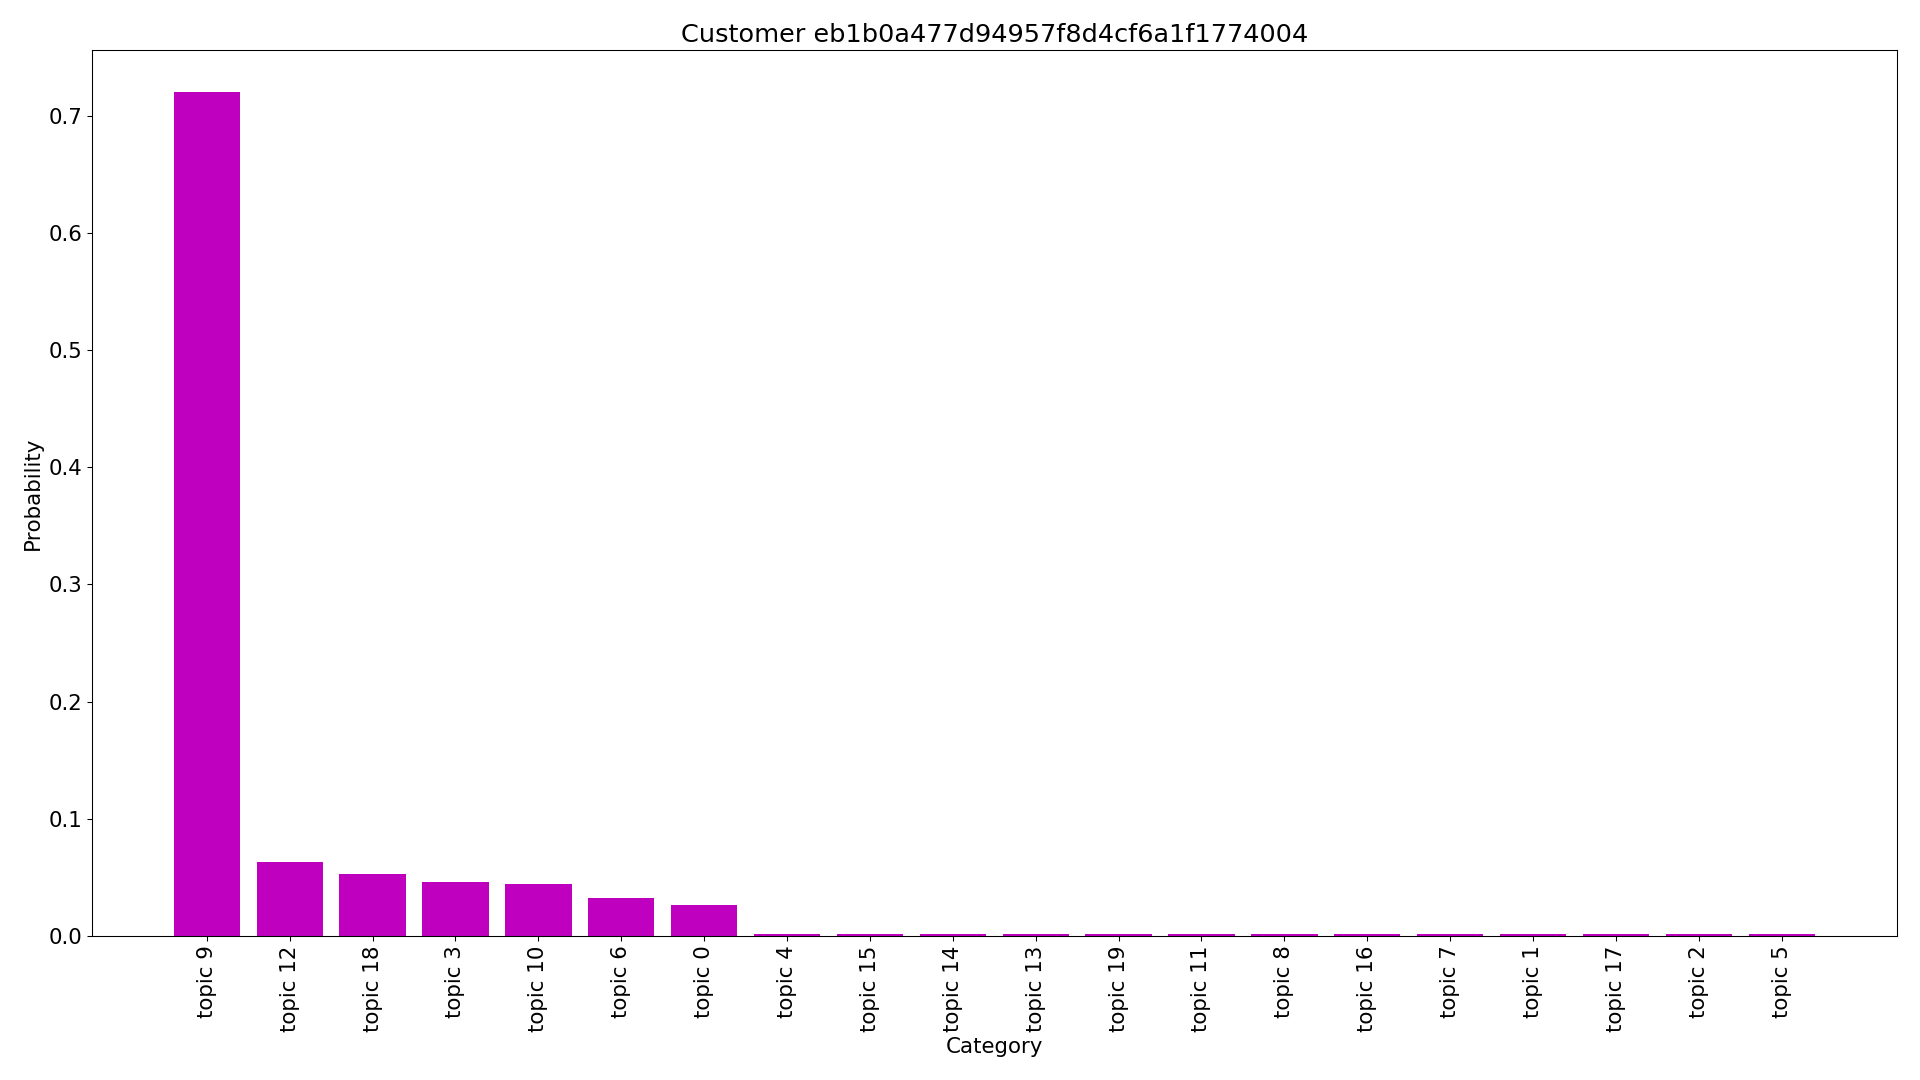 Customer eb1b0a477d94957f8d4cf6a1f1774004
Probability
0.7
0.6
0.5
0.4
0.3
0.2
0.1
0.0
topic 9
topic 12
topic 18
topic 3
topic 10
topic 6
topic 0
topic 4
topic 15
topic 14
topic 13
topic 19
topic 11
topic 8
topic 16
topic 7
topic 1
topic 17
topic 2
topic 5
Category